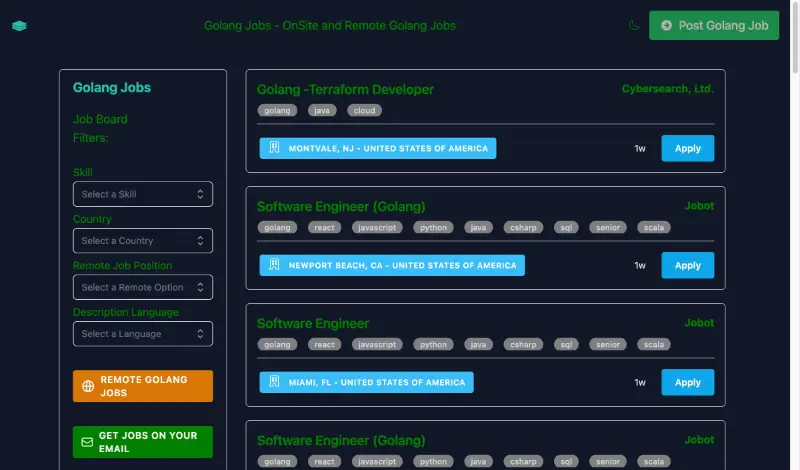 Golang Jobs - OnSite and Remote Golang Jobs
Post Golang Job
Golang Jobs
Job Board
Filters:
Skill
Select a Skill
Country
Select a Country
Remote Job Position
Select a Remote Option
Description Language
Select a Language
REMOTE GOLANG
JOBS
GET JOBS ON YOUR
EMAIL
Golang -Terraform Developer
Cybersearch, Ltd.
golang java cloud
MONTVALE, NJ - UNITED STATES OF AMERICA
1w
Apply
Software Engineer (Golang)
Jobot
golang react javascript python java csharp sql senior scala
NEWPORT BEACH, CA - UNITED STATES OF AMERICA
1w
Apply
Software Engineer
Jobot
golang react javascript python java csharp sql senior scala
MIAMI, FL - UNITED STATES OF AMERICA
1w
Apply
Software Engineer (Golang)
Jobot
golang react javascript python java csharp sql senior scala